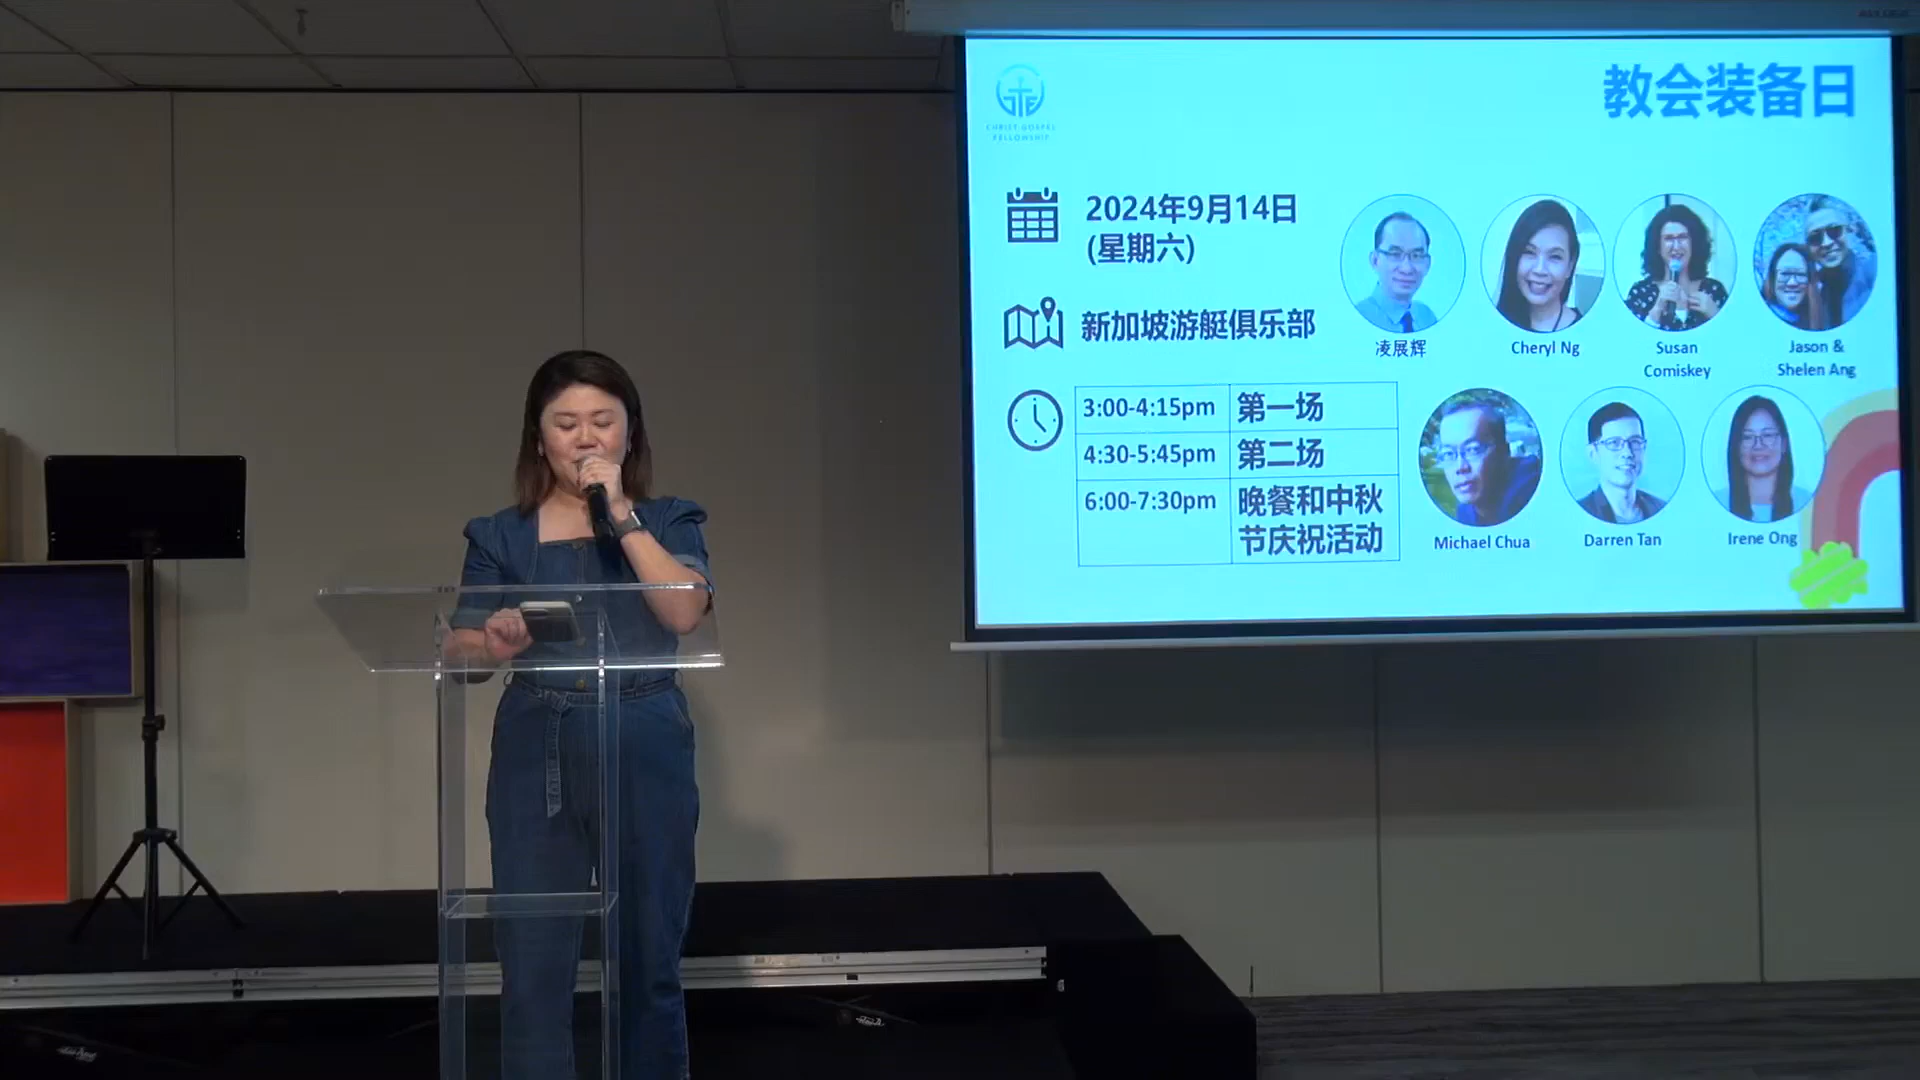 教会装备日
CHRIST GOSPEL
FELLOWSHIP
2024年9月14日
(星期六)
新加坡游艇俱乐部
3:00-4:15pm 第一场
4:30-5:45pm 第二场
6:00-7:30pm 晚餐和中秋
节庆祝活动
凌展辉
Cheryl Ng
Susan
Comiskey
Jason &
Shelen Ang
Michael Chua
Darren Tan
Irene Ong